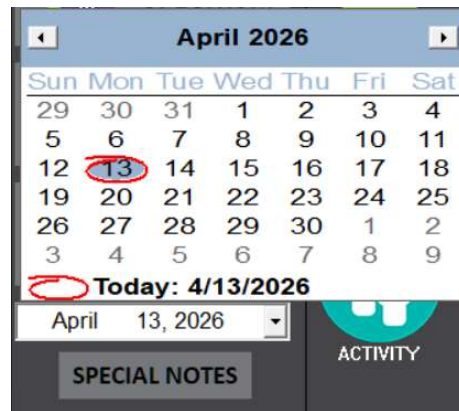 April 2026
Sun Mon Tue Wed Thu Fri Sat
29 30 31 1 2 3 4
5 6 7 8 9 10 11
12 13 14 15 16 17 18
19 20 21 22 23 24 25
26 27 28 29 30 1 2
3 4 5 6 7 8 9
Today: 4/13/2026
April 13, 2026
ACTIVITY
SPECIAL NOTES